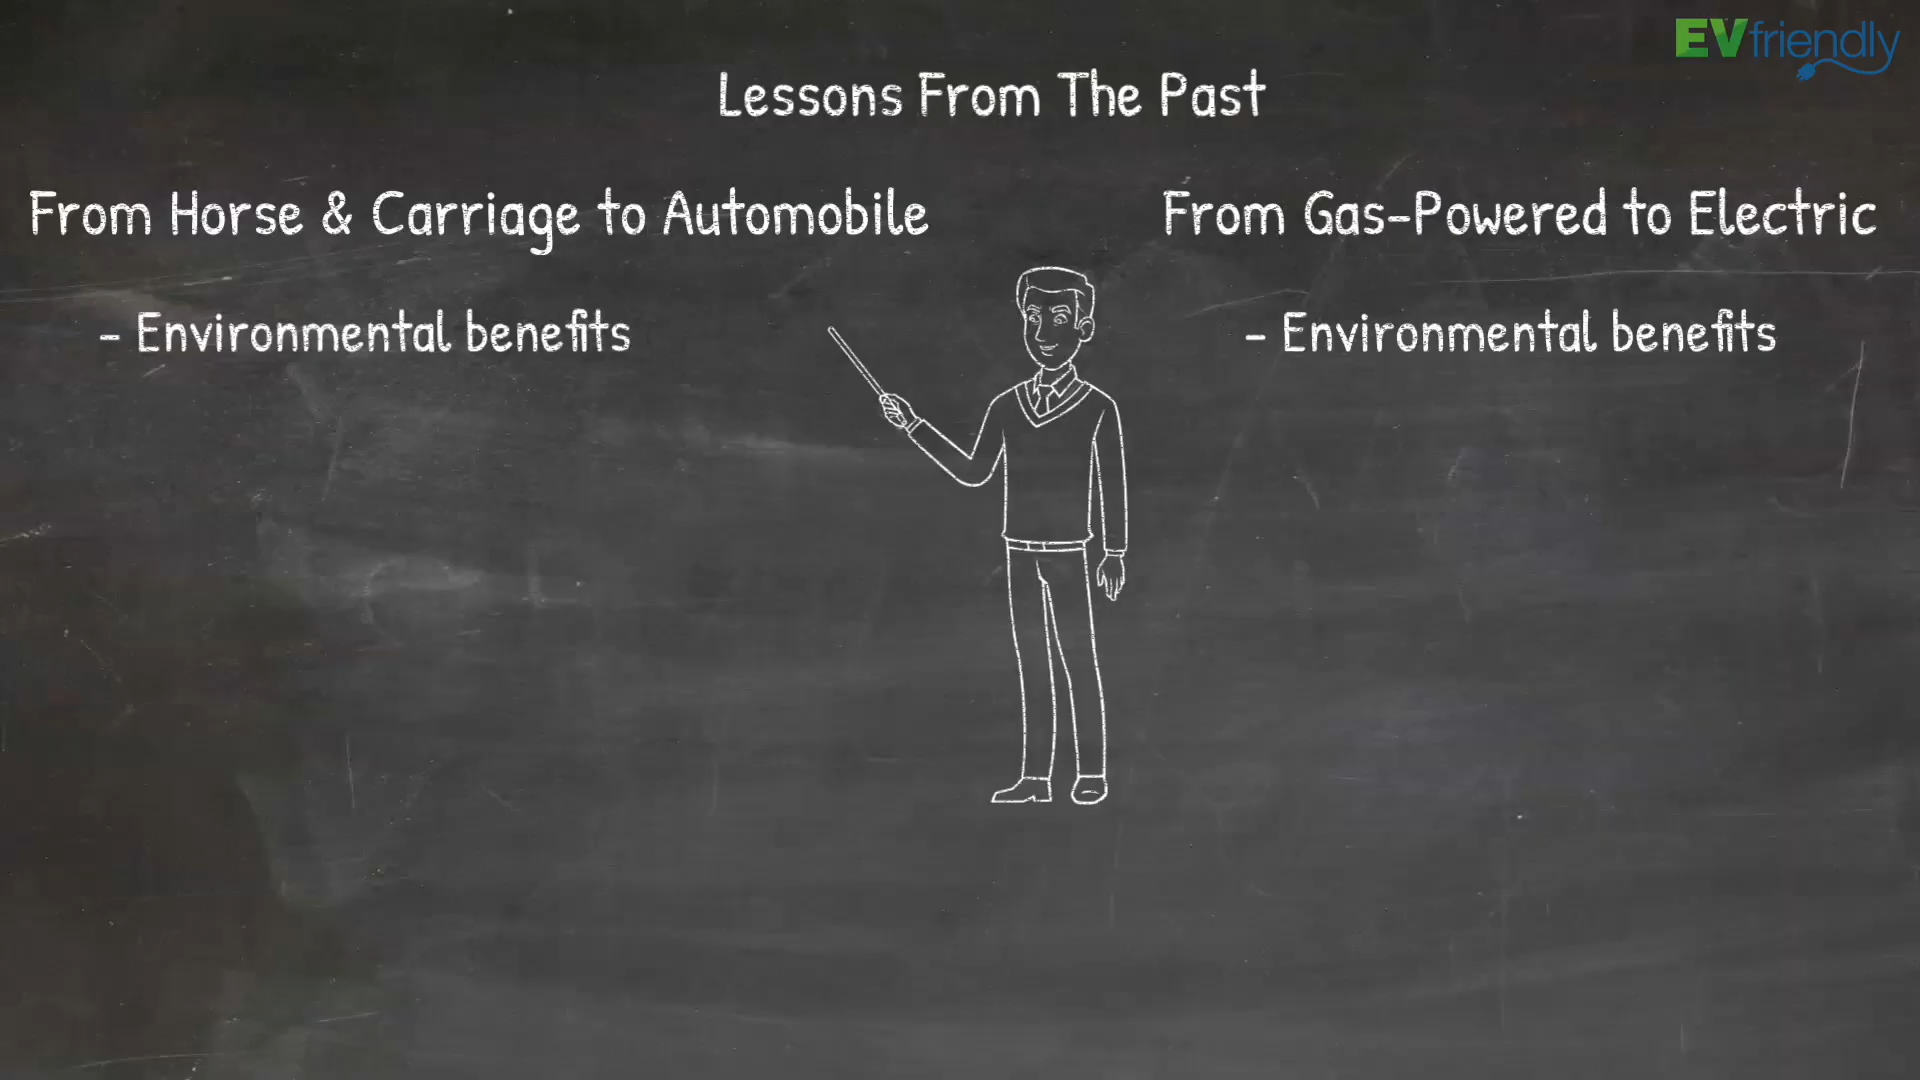 EVfriendly
Lessons From The Past
From Horse & Carriage to Automobile
- Environmental benefits
From Gas-Powered to Electric
- Environmental benefits